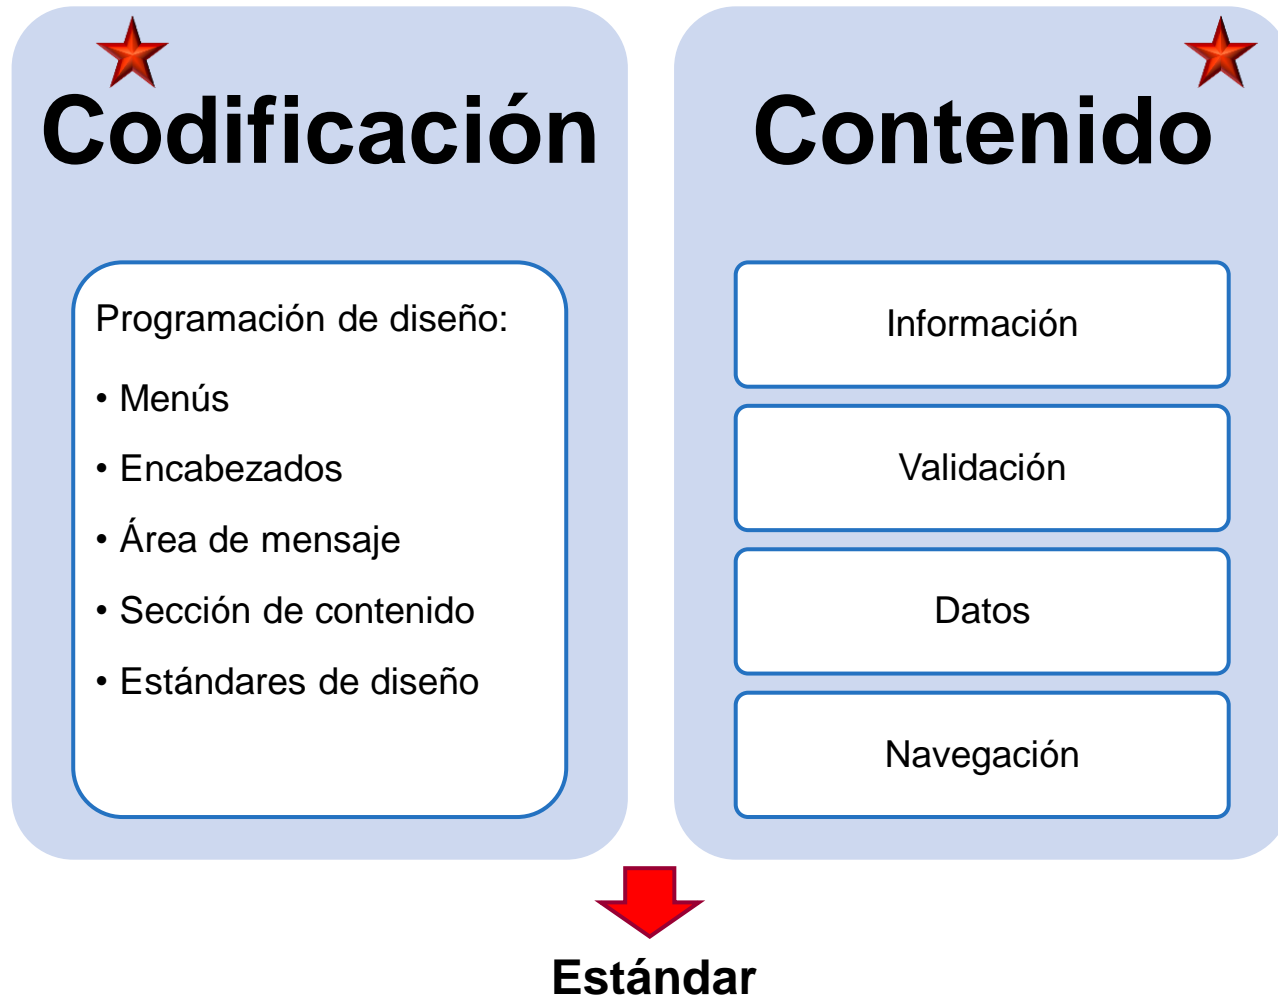 Codificación
Programación de diseño:
• Menús
• Encabezados
• Área de mensaje
• Sección de contenido
• Estándares de diseño
Contenido
Información
Validación
Datos
Navegación
Estándar